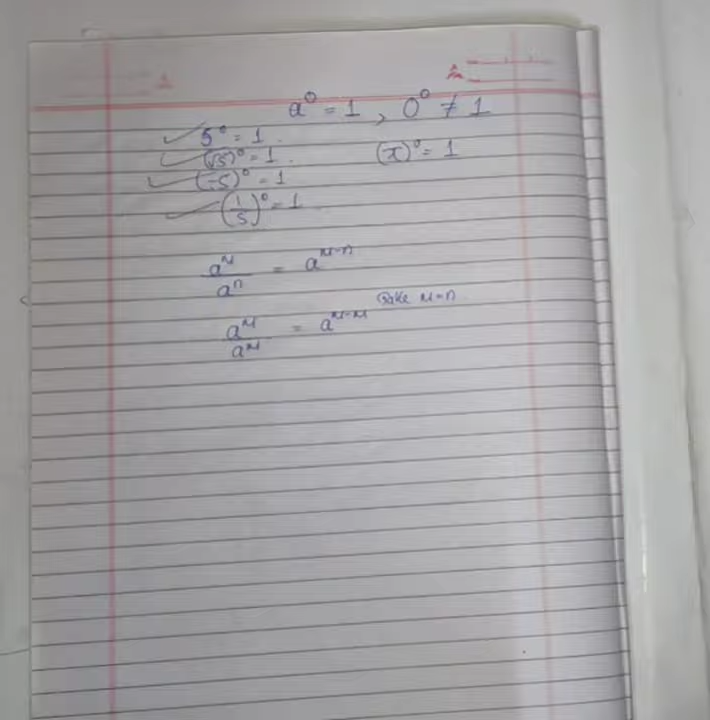 a⁰ = 1 , 0⁰ ≠ 1
5⁰ = 1 .
(√5)⁰ = 1 . (x)⁰ = 1
(-5)⁰ = 1
(1/5)⁰ = 1
aᴹ/aⁿ = aᴹ⁻ⁿ
Take M=n
aᴹ/aᴹ = aᴹ⁻ᴹ